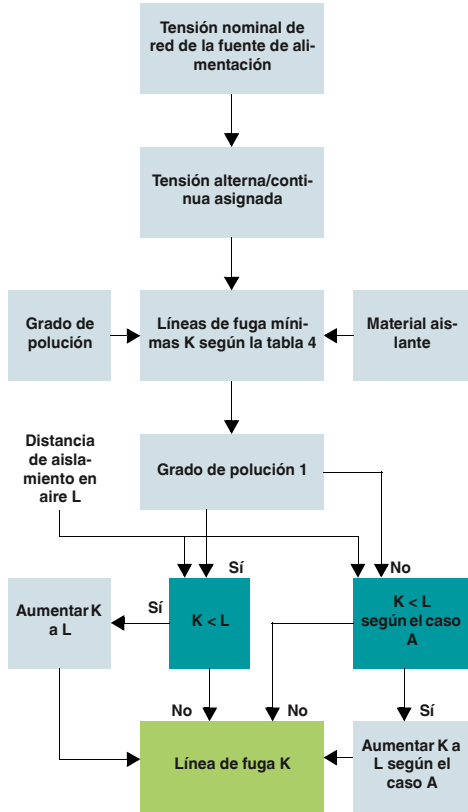 Tensión nominal de
red de la fuente de ali-
mentación
Tensión alterna/conti-
nua asignada
Grado de
polución
Líneas de fuga míni-
mas K según la tabla 4
Material ais-
lante
Distancia
de aisla-
miento en
aire L
Grado de polución 1
Sí
No
Aumentar K
a L
Sí
K < L
K < L
según el caso
A
No
No
Sí
Línea de fuga K
Aumentar K a
L según el
caso A